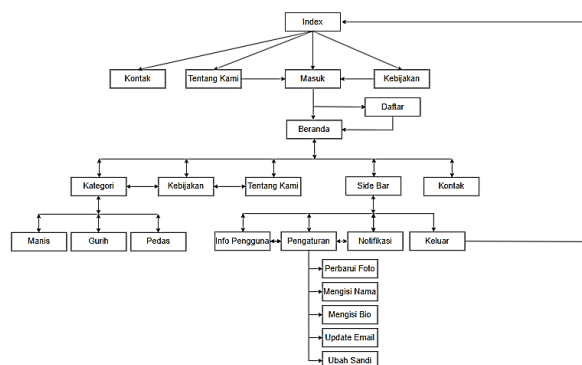 Index
Kontak
Tentang Kami
Masuk
Kebijakan
Daftar
Beranda
Kategori
Kebijakan
Tentang Kami
Side Bar
Kontak
Manis
Gurih
Pedas
Info Pengguna
Pengaturan
Notifikasi
Keluar
Perbarui Foto
Mengisi Nama
Mengisi Bio
Update Email
Ubah Sandi